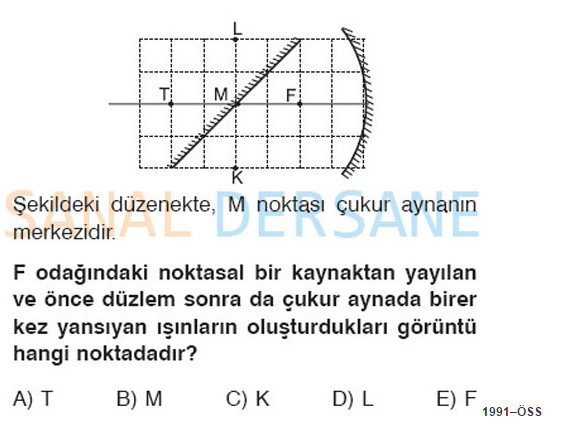 L
T M F
K
SANAL DERSANE
Şekildeki düzenekte, M noktası çukur aynanın
merkezidir.
F odağındaki noktasal bir kaynaktan yayılan
ve önce düzlem sonra da çukur aynada birer
kez yansıyan ışınların oluşturdukları görüntü
hangi noktadadır?
A) T B) M C) K D) L E) F
1991–ÖSS